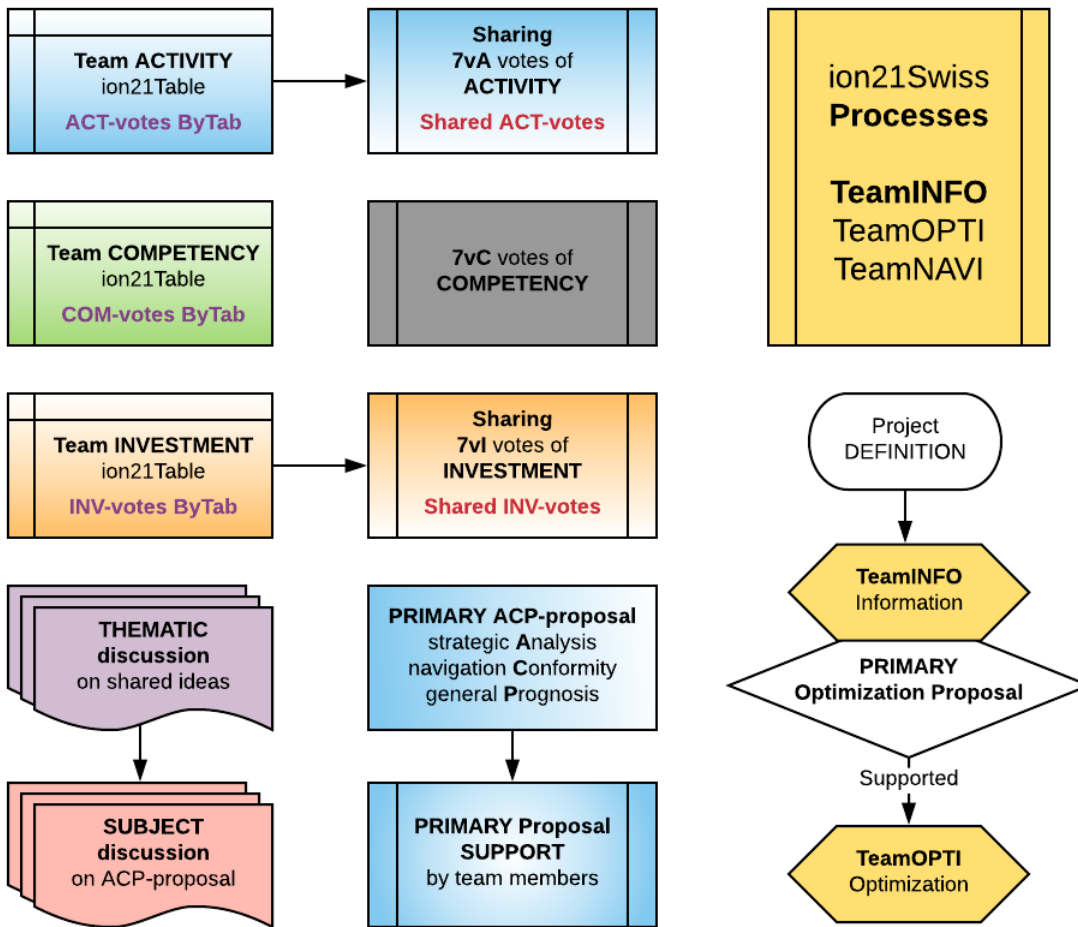 Team ACTIVITY
ion21Table
ACT-votes ByTab
Sharing
7vA votes of
ACTIVITY
Shared ACT-votes
ion21Swiss
Processes
TeamINFO
TeamOPTI
TeamNAVI
Team COMPETENCY
ion21Table
COM-votes ByTab
7vC votes of
COMPETENCY
Team INVESTMENT
ion21Table
INV-votes ByTab
Sharing
7vI votes of
INVESTMENT
Shared INV-votes
Project
DEFINITION
TeamINFO
Information
THEMATIC
discussion
on shared ideas
PRIMARY ACP-proposal
strategic Analysis
navigation Conformity
general Prognosis
PRIMARY
Optimization Proposal
Supported
SUBJECT
discussion
on ACP-proposal
PRIMARY Proposal
SUPPORT
by team members
TeamOPTI
Optimization